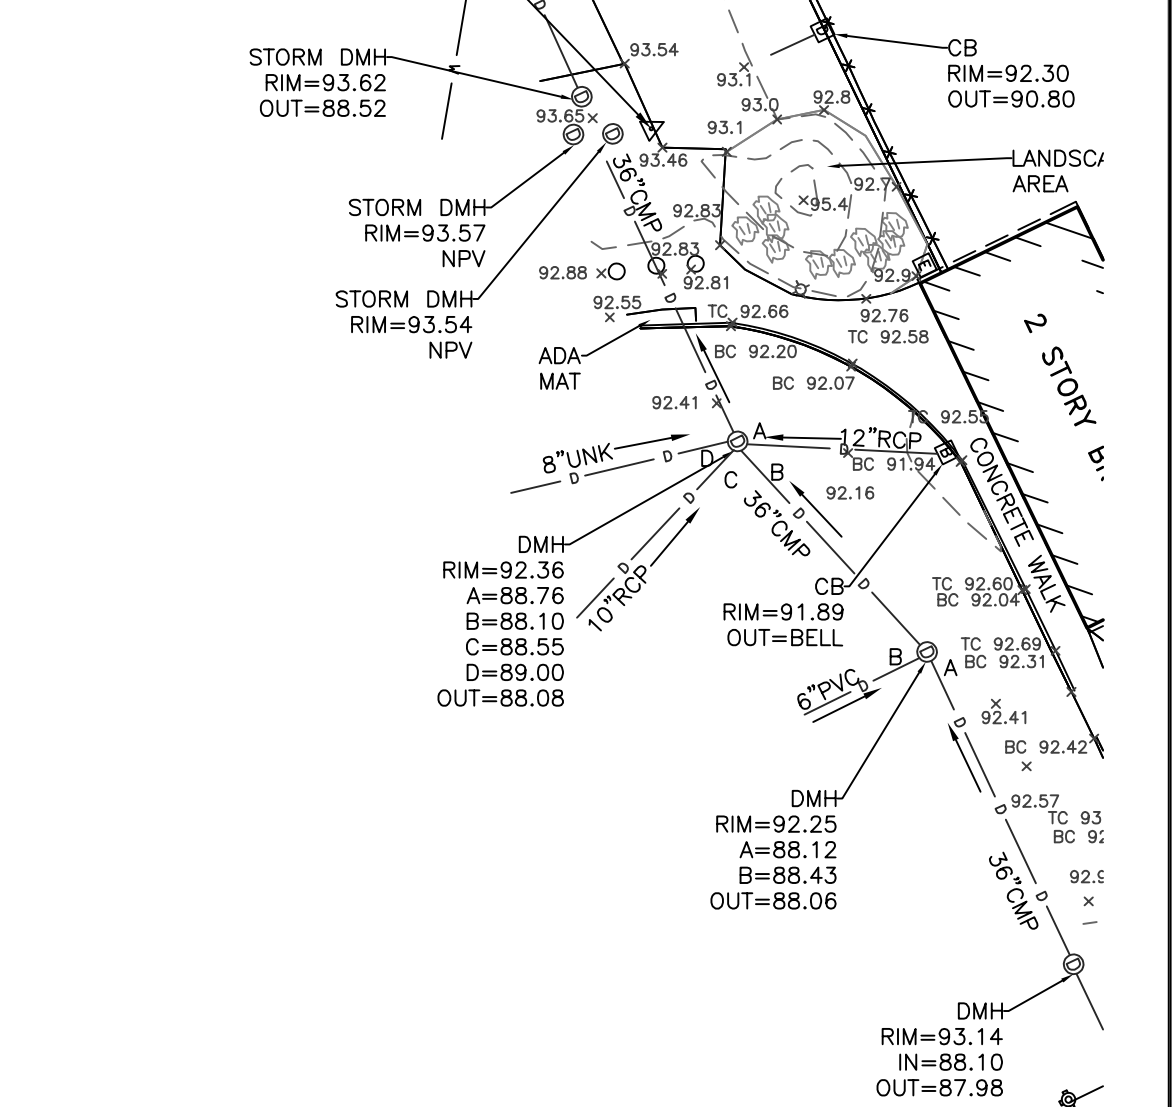 STORM DMH
RIM=93.62
OUT=88.52
93.54
93.1
CB
RIM=92.30
OUT=90.80
93.65
93.0
92.8
93.1
93.46
36"CMP
LANDSCA
AREA
92.7
95.4
STORM DMH
RIM=93.57
NPV
92.83
92.83
92.88
92.81
92.9
E
STORM DMH
RIM=93.54
NPV
92.55
TC 92.66
92.76
TC 92.58
2 STORY
ADA
MAT
BC 92.20
BC 92.07
92.41
TC 92.55
A
12"RCP
8"UNK
D
C
B
BC 91.94
92.16
36"CMP
CONCRETE WALK
DMH
RIM=92.36
A=88.76
B=88.10
C=88.55
D=89.00
OUT=88.08
10"RCP
CB
RIM=91.89
OUT=BELL
TC 92.60
BC 92.04
TC 92.69
BC 92.31
B
A
6"PVC
92.41
BC 92.42
DMH
RIM=92.25
A=88.12
B=88.43
OUT=88.06
92.57
TC 93
BC 92
92.9
36"CMP
DMH
RIM=93.14
IN=88.10
OUT=87.98